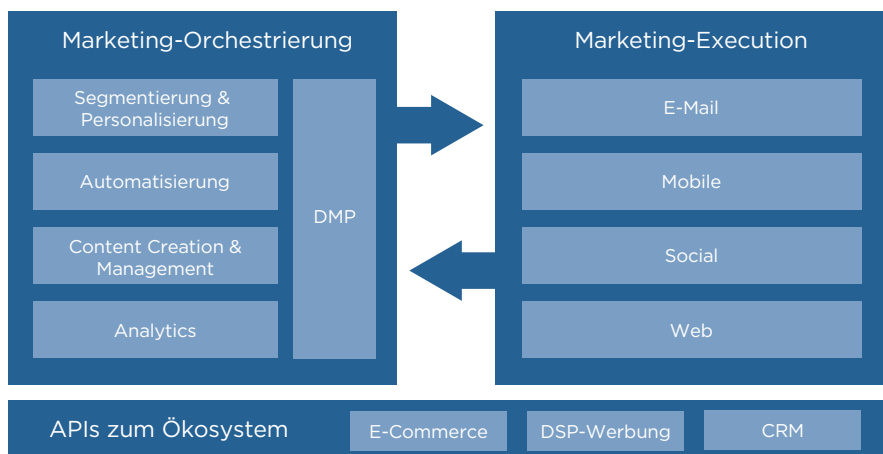 Marketing-Orchestrierung
Segmentierung &
Personalisierung
Automatisierung
Content Creation &
Management
Analytics
DMP
Marketing-Execution
E-Mail
Mobile
Social
Web
APIs zum Ökosystem
E-Commerce
DSP-Werbung
CRM